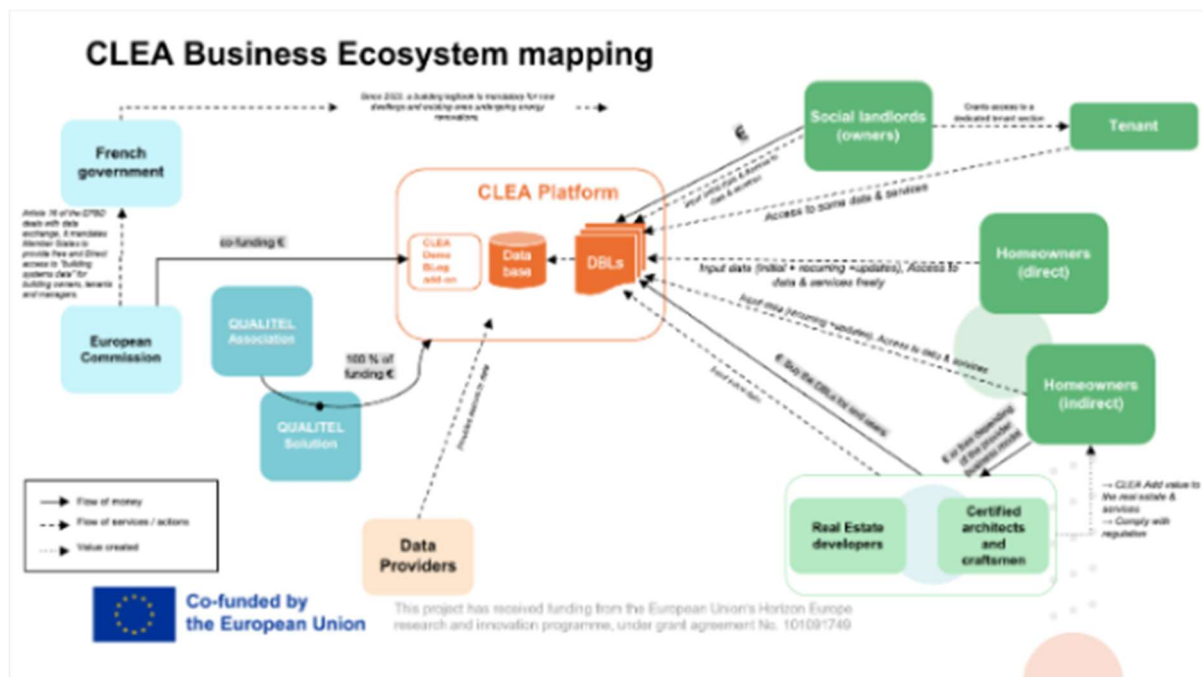 CLEA Business Ecosystem mapping
Since 2023, a building logbook is mandatory for new
dwellings and existing ones undergoing energy
renovations.
French
government
Article 16 of the EPBD
deals with data
exchange. It mandates
Member States to
provide free and Direct
access to "building
systems data" for
building owners, tenants
and managers.
European
Commission
co-funding €
QUALITEL
Association
QUALITEL
Solution
100 % of
funding €
CLEA Platform
CLEA
Demo
BLog
add-on
Data
base
DBLs
€
data & services
Social landlords
(owners)
Grants access to a
dedicated tenant section
Tenant
Access to some data & services
Homeowners
(direct)
Input data (initial + recurring +updates), Access to
data & services freely
Input data (recurring +updates), Access to data & services
Homeowners
(indirect)
€ Buy the DBLs for end users
€ or free depending
of the provider
business model
Input initial data
Real Estate
developers
Certified
architects
and
craftsmen
→ CLEA Add value to
the real estate &
services
→ Comply with
regulation
Data
Providers
Flow of money
Flow of services / actions
Value created
Co-funded by
the European Union
This project has received funding from the European Union's Horizon Europe
research and innovation programme, under grant agreement No. 101091749